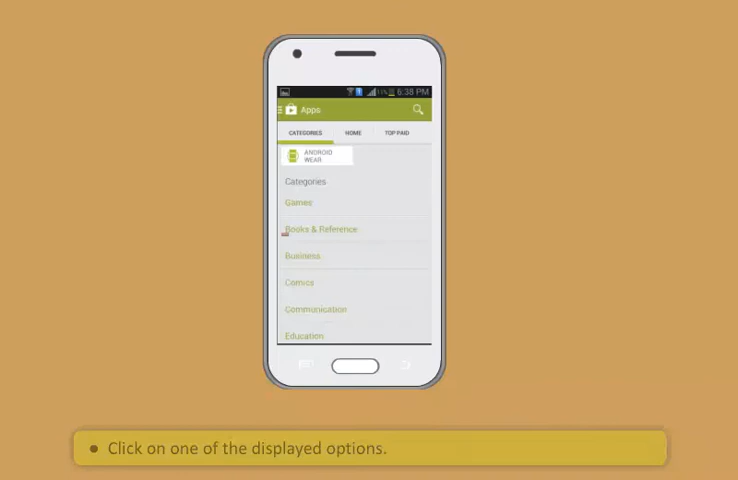 6:38 PM
Apps
CATEGORIES HOME TOP PAID
ANDROID
WEAR
Categories
Games
Books & Reference
Business
Comics
Communication
Education
Click on one of the displayed options.